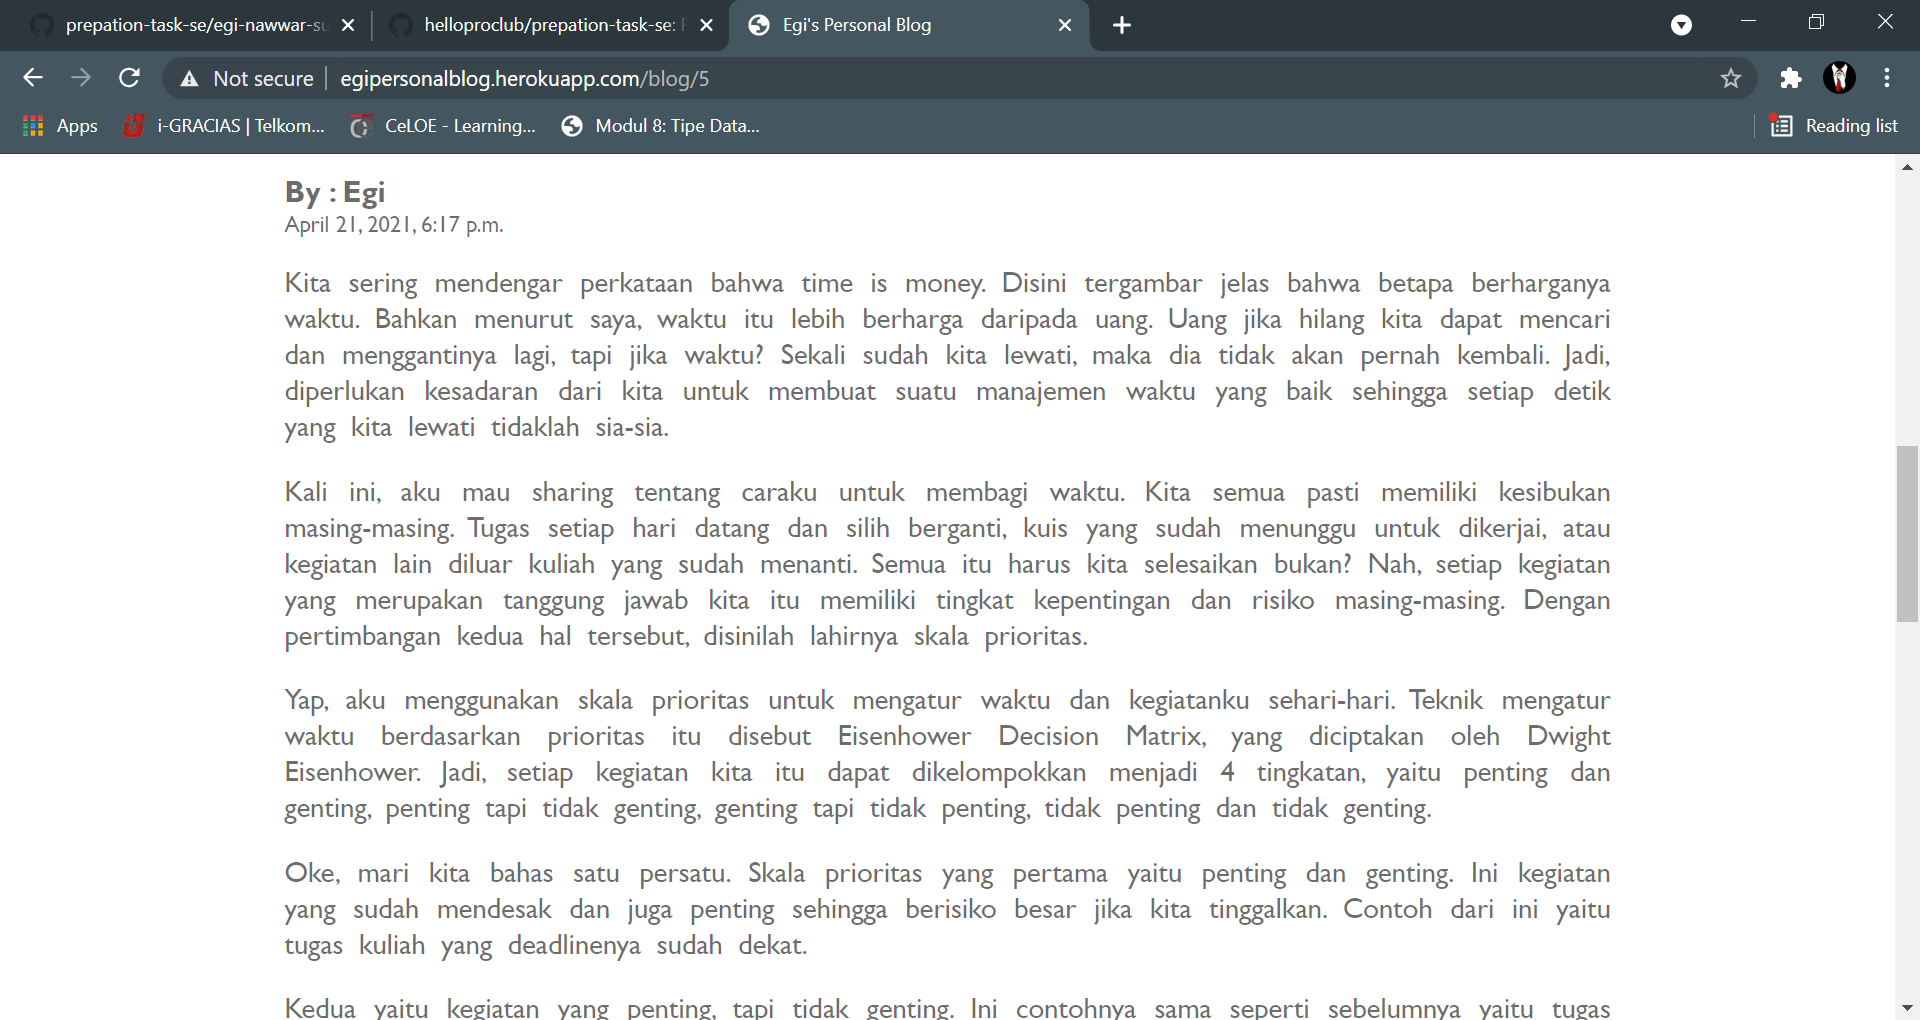 prepation-task-se/egi-nawwar-su
helloproclub/prepation-task-se:
Egi's Personal Blog
Not secure
egipersonalblog.herokuapp.com/blog/5
Apps
i-GRACIAS | Telkom...
CeLOE - Learning...
Modul 8: Tipe Data...
Reading list
By : Egi
April 21, 2021, 6:17 p.m.
Kita sering mendengar perkataan bahwa time is money. Disini tergambar jelas bahwa betapa berharganya
waktu. Bahkan menurut saya, waktu itu lebih berharga daripada uang. Uang jika hilang kita dapat mencari
dan menggantinya lagi, tapi jika waktu? Sekali sudah kita lewati, maka dia tidak akan pernah kembali. Jadi,
diperlukan kesadaran dari kita untuk membuat suatu manajemen waktu yang baik sehingga setiap detik
yang kita lewati tidaklah sia-sia.
Kali ini, aku mau sharing tentang caraku untuk membagi waktu. Kita semua pasti memiliki kesibukan
masing-masing. Tugas setiap hari datang dan silih berganti, kuis yang sudah menunggu untuk dikerjai, atau
kegiatan lain diluar kuliah yang sudah menanti. Semua itu harus kita selesaikan bukan? Nah, setiap kegiatan
yang merupakan tanggung jawab kita itu memiliki tingkat kepentingan dan risiko masing-masing. Dengan
pertimbangan kedua hal tersebut, disinilah lahirnya skala prioritas.
Yap, aku menggunakan skala prioritas untuk mengatur waktu dan kegiatanku sehari-hari. Teknik mengatur
waktu berdasarkan prioritas itu disebut Eisenhower Decision Matrix, yang diciptakan oleh Dwight
Eisenhower. Jadi, setiap kegiatan kita itu dapat dikelompokkan menjadi 4 tingkatan, yaitu penting dan
genting, penting tapi tidak genting, genting tapi tidak penting, tidak penting dan tidak genting.
Oke, mari kita bahas satu persatu. Skala prioritas yang pertama yaitu penting dan genting. Ini kegiatan
yang sudah mendesak dan juga penting sehingga berisiko besar jika kita tinggalkan. Contoh dari ini yaitu
tugas kuliah yang deadlinenya sudah dekat.
Kedua yaitu kegiatan yang penting, tapi tidak genting. Ini contohnya sama seperti sebelumnya yaitu tugas